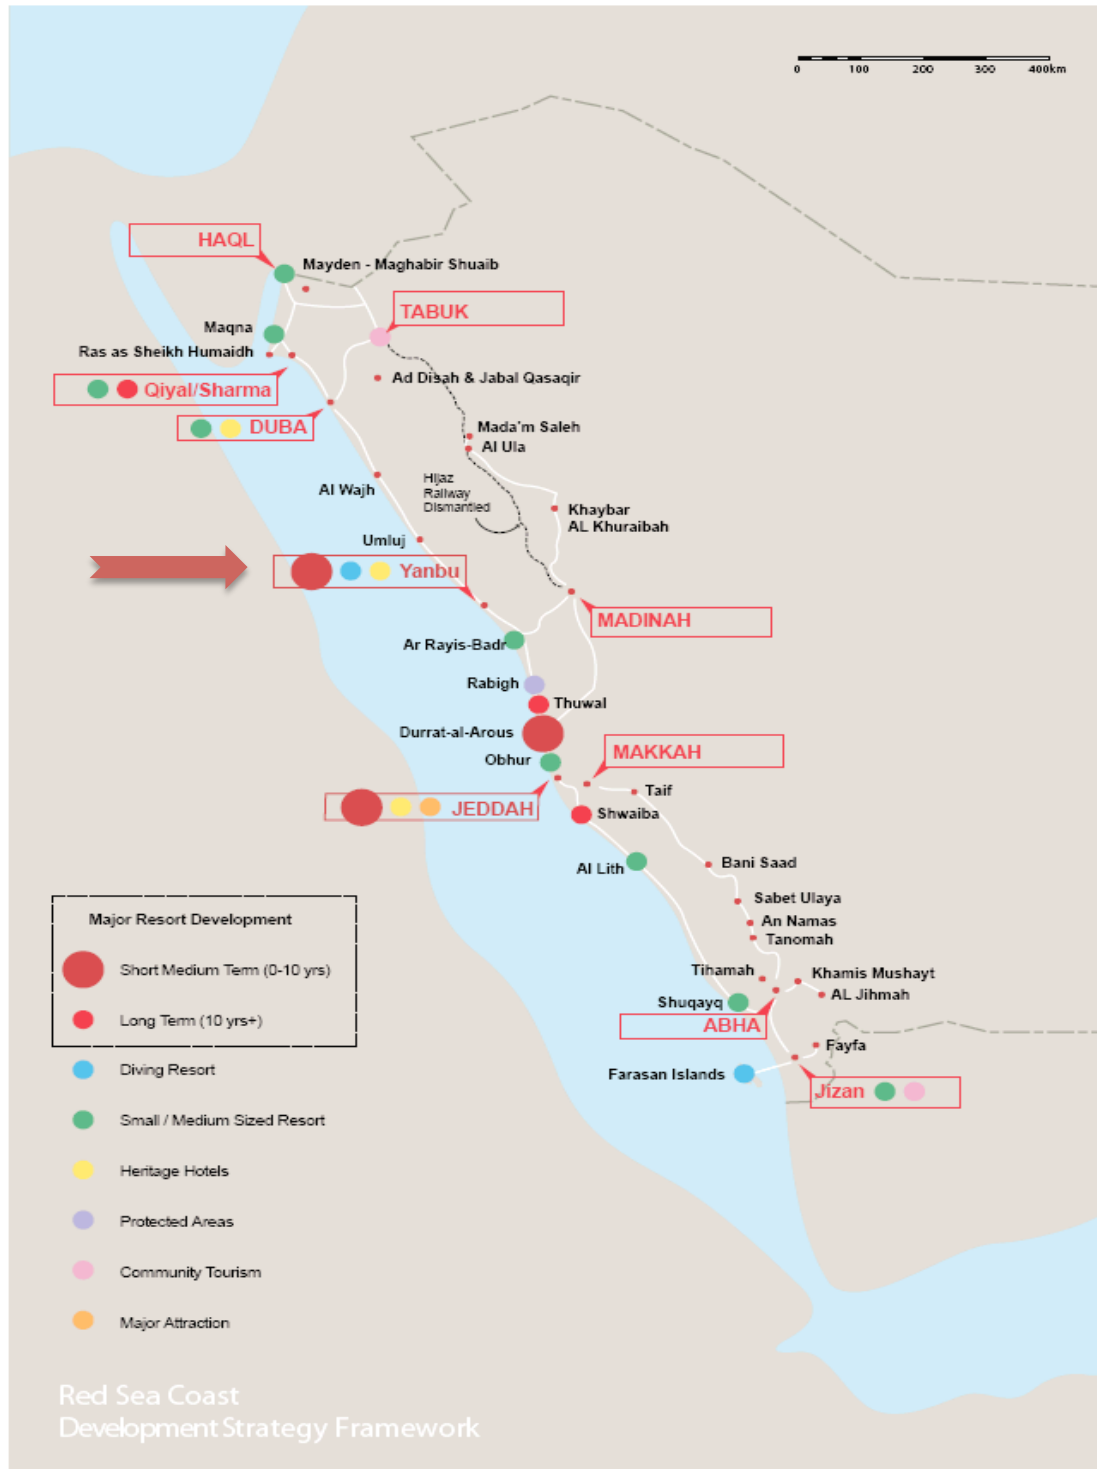 0 100 200 300 400km
HAQL
Mayden - Maghabir Shuaib
TABUK
Maqna
Ras as Sheikh Humaidh
Ad Disah & Jabal Qasaqir
Qiyal/Sharma
DUBA
Mada'm Saleh
Al Ula
Al Wajh
Hijaz
Railway
Dismantled
Khaybar
AL Khuraibah
Umluj
Yanbu
MADINAH
Ar Rayis-Badr
Rabigh
Thuwal
Durrat-al-Arous
Obhur
MAKKAH
Taif
JEDDAH
Shwaiba
Al Lith
Bani Saad
Sabet Ulaya
An Namas
Tanomah
Tihamah
Khamis Mushayt
AL Jihmah
Shuqayq
ABHA
Fayfa
Farasan Islands
Jizan
Major Resort Development
Short Medium Term (0-10 yrs)
Long Term (10 yrs+)
Diving Resort
Small / Medium Sized Resort
Heritage Hotels
Protected Areas
Community Tourism
Major Attraction
Red Sea Coast
Development Strategy Framework